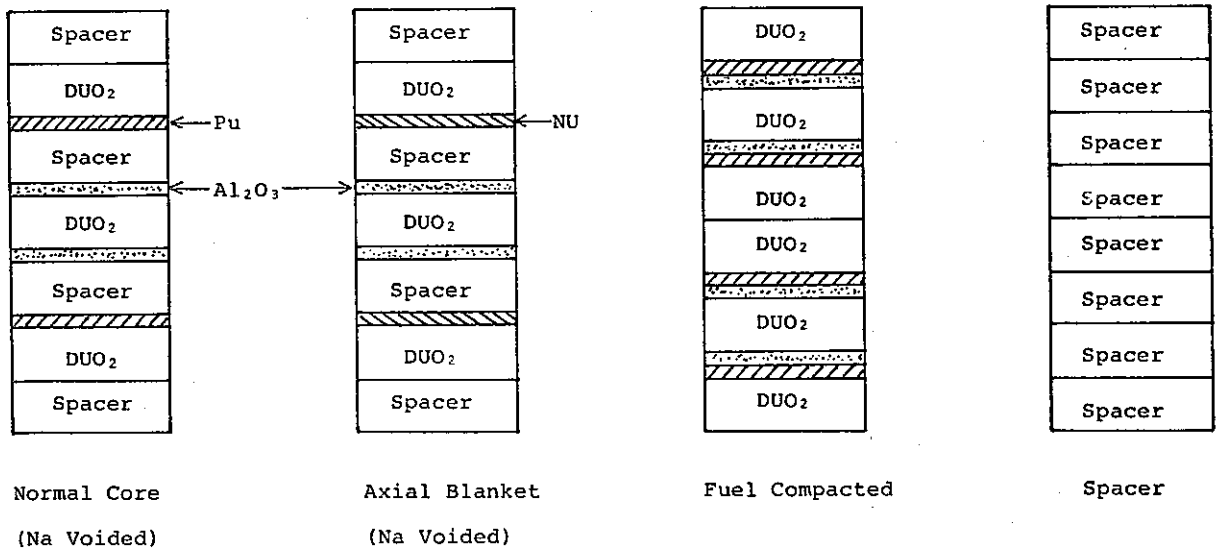 Spacer
DUO₂
Pu
Spacer
Al₂O₃
DUO₂
Spacer
DUO₂
Spacer
Normal Core
(Na Voided)
Spacer
DUO₂
NU
Spacer
DUO₂
Spacer
DUO₂
Spacer
Axial Blanket
(Na Voided)
DUO₂
DUO₂
DUO₂
DUO₂
DUO₂
DUO₂
Fuel Compacted
Spacer
Spacer
Spacer
Spacer
Spacer
Spacer
Spacer
Spacer
Spacer